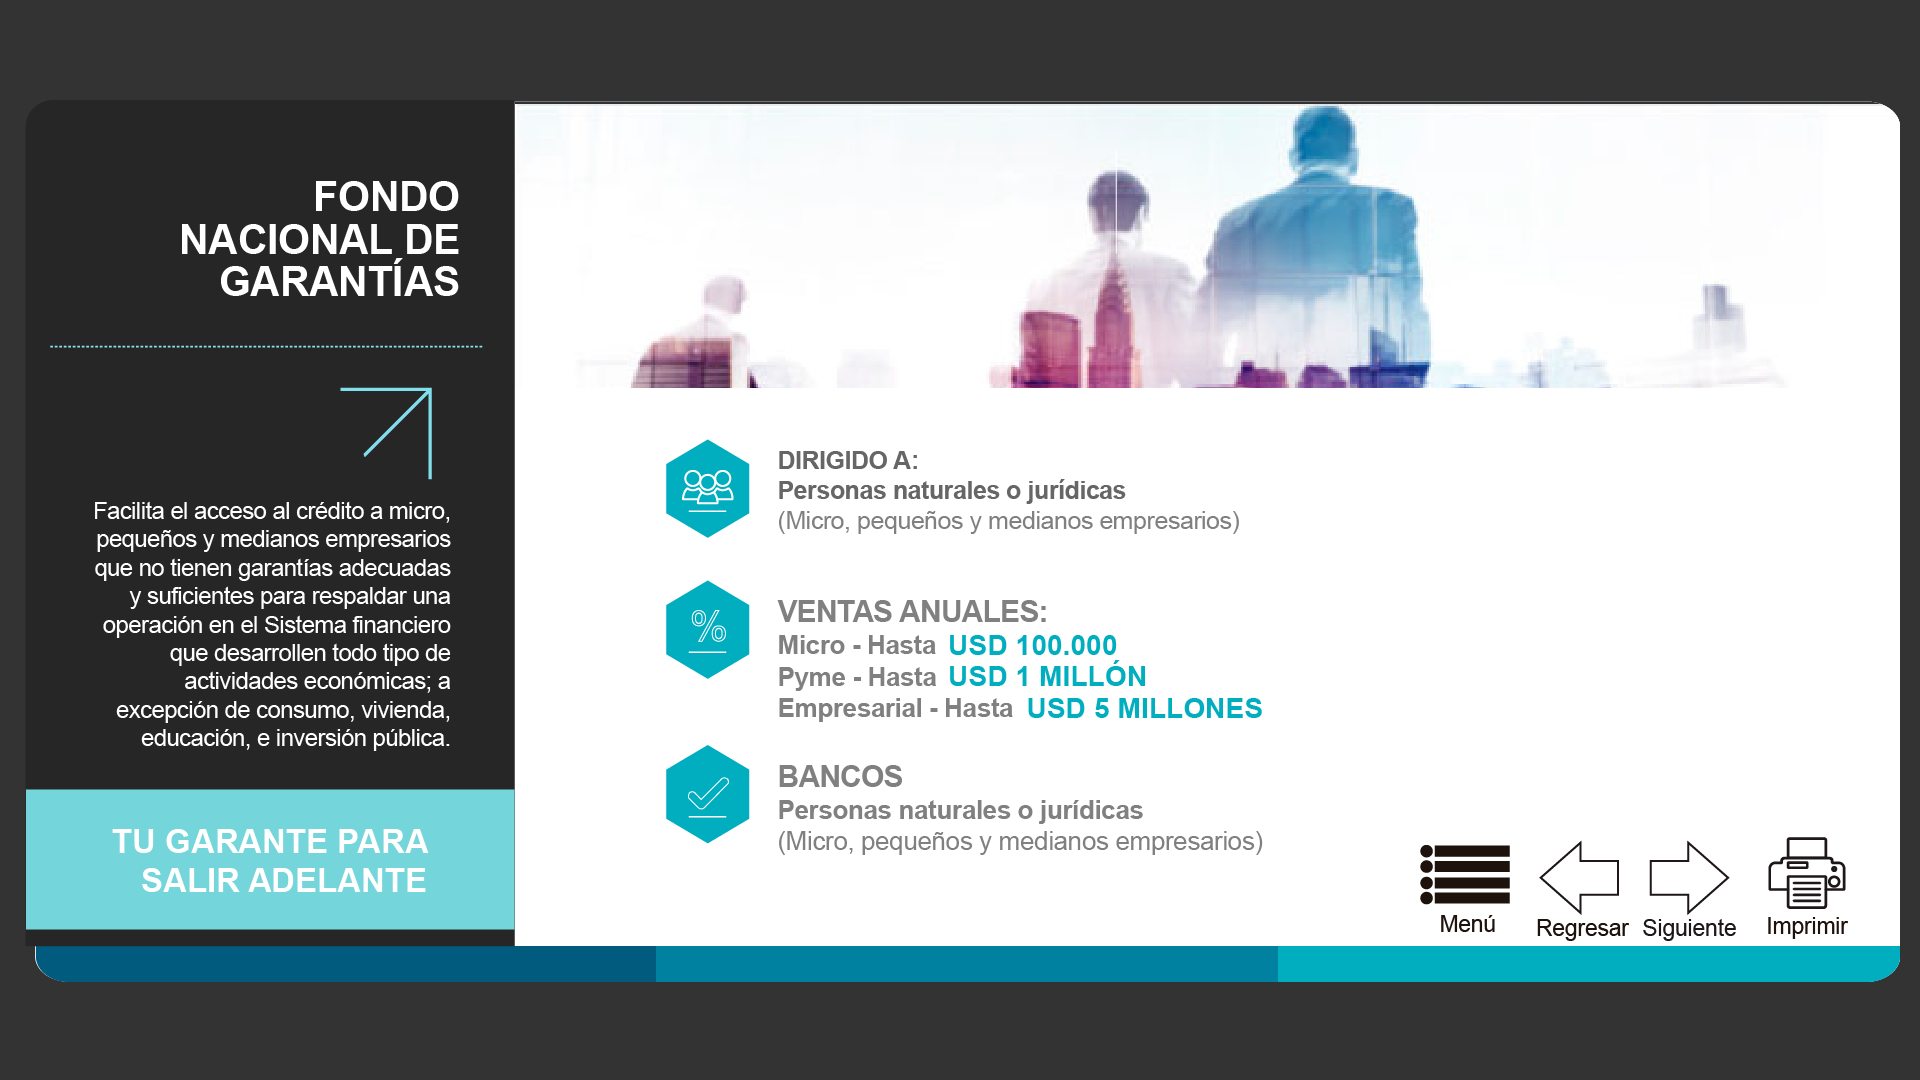 FONDO
NACIONAL DE
GARANTÍAS
Facilita el acceso al crédito a micro,
pequeños y medianos empresarios
que no tienen garantías adecuadas
y suficientes para respaldar una
operación en el Sistema financiero
que desarrollen todo tipo de
actividades económicas; a
excepción de consumo, vivienda,
educación, e inversión pública.
TU GARANTE PARA
SALIR ADELANTE
DIRIGIDO A:
Personas naturales o jurídicas
(Micro, pequeños y medianos empresarios)
%
VENTAS ANUALES:
Micro - Hasta USD 100.000
Pyme - Hasta USD 1 MILLÓN
Empresarial - Hasta USD 5 MILLONES
BANCOS
Personas naturales o jurídicas
(Micro, pequeños y medianos empresarios)
Menú
Regresar
Siguiente
Imprimir